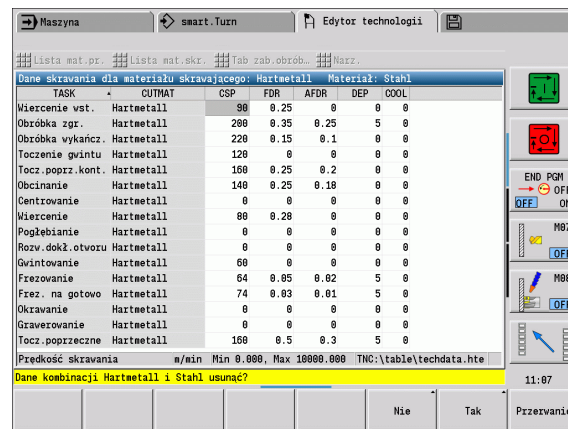 Maszyna smart.Turn Edytor technologii
Lista mat.pr. Lista mat.skr. Tab zab.obrób… Narz.
Dane skrawania dla materiału skrawającego: Hartmetall Materiał: Stahl
TASK CUTMAT CSP FDR AFDR DEP COOL
Wiercenie wst. Hartmetall 90 0.25 0 0 0
Obróbka zgr. Hartmetall 200 0.35 0.25 5 0
Obróbka wykańcz. Hartmetall 220 0.15 0.1 0 0
Toczenie gwintu Hartmetall 120 0 0 0 0
Tocz.poprz.kont. Hartmetall 160 0.25 0.2 0 0
Obcinanie Hartmetall 140 0.25 0.18 0 0
Centrowanie Hartmetall 0 0 0 0 0
Wiercenie Hartmetall 80 0.28 0 0 0
Pogłębianie Hartmetall 0 0 0 0 0
Rozw.dokł.otworu Hartmetall 0 0 0 0 0
Gwintowanie Hartmetall 60 0 0 0 0
Frezowanie Hartmetall 64 0.05 0.02 5 0
Frez. na gotowo Hartmetall 74 0.03 0.01 5 0
Okrawanie Hartmetall 0 0 0 0 0
Grawerowanie Hartmetall 0 0 0 0 0
Tocz.poprzeczne Hartmetall 160 0.5 0.3 5 0
Prędkość skrawania m/min Min 0.000, Max 10000.000 TNC:\table\techdata.hte
Dane kombinacji Hartmetall i Stahl usunąć?
END PGM
OFF
OFF ON
M07
OFF
M08
OFF
11:07
Nie Tak Przerwanie